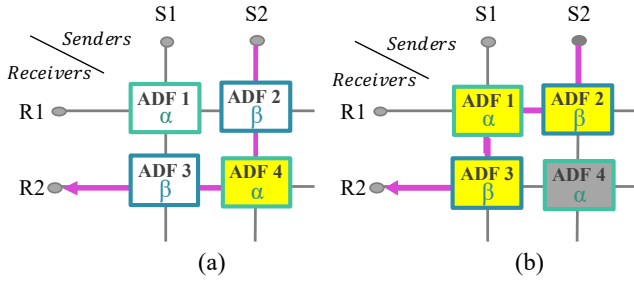 S1 S2
Senders
Receivers
R1
ADF 1
α
ADF 2
β
R2
ADF 3
β
ADF 4
α
(a)
S1 S2
Senders
Receivers
R1
ADF 1
α
ADF 2
β
R2
ADF 3
β
ADF 4
α
(b)